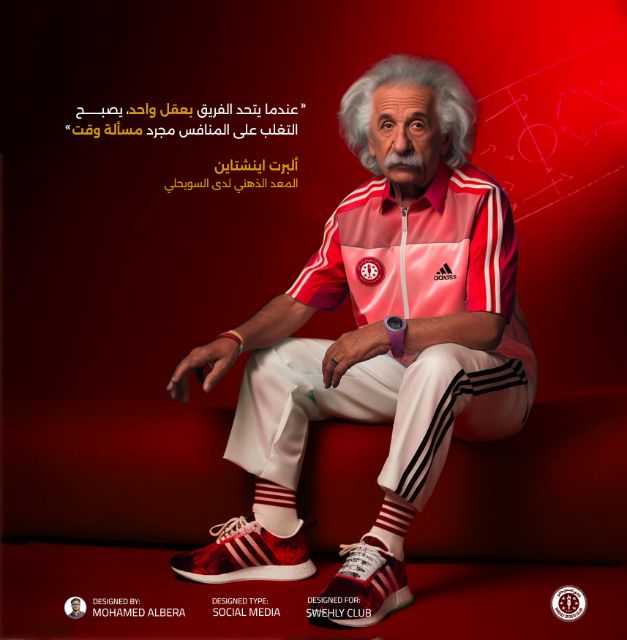 « عندما يتحد الفريق بعقل واحد، يصبـــــح
التغلب على المنافس مجرد مسألة وقت »
ألبرت اينشتاين
المعد الذهني لدى السويحلي
DESIGNED BY:
MOHAMED ALBERA
DESIGNED TYPE:
SOCIAL MEDIA
DESIGNED FOR:
SWEHLY CLUB